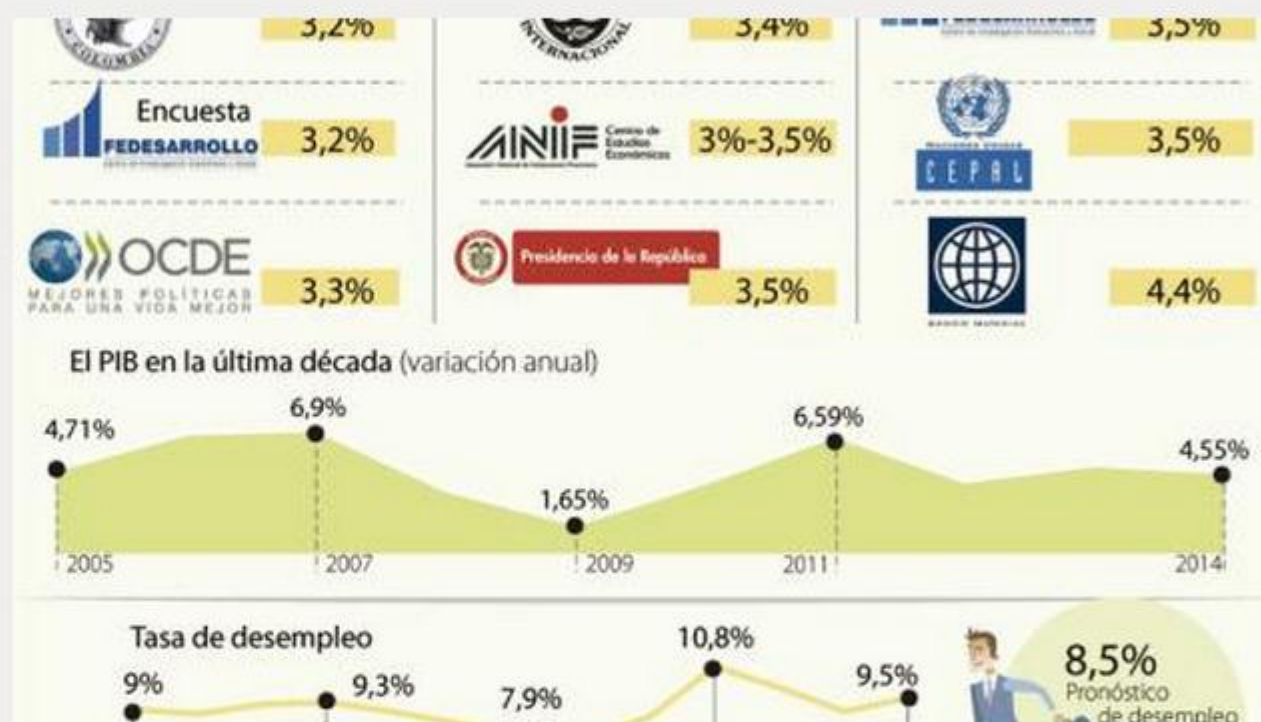 COLOMBIA
3,2%
INTERNACIONAL
3,4%
3,5%
Encuesta
FEDESARROLLO
3,2%
ANIF
Centro de
Estudios
Económicos
3%-3,5%
CEPAL
3,5%
OCDE
MEJORES POLÍTICAS
PARA UNA VIDA MEJOR
3,3%
Presidencia de la República
3,5%
4,4%
El PIB en la última década (variación anual)
4,71%
6,9%
1,65%
6,59%
4,55%
2005
2007
2009
2011
2014
Tasa de desempleo
9%
9,3%
7,9%
10,8%
9,5%
8,5%
Pronóstico
de desempleo